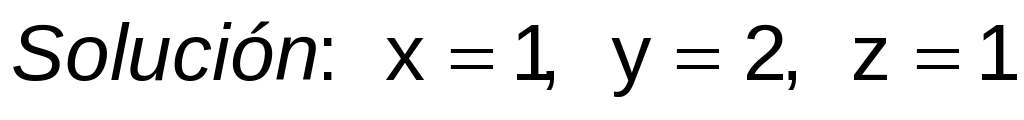 Solución: x = 1, y = 2, z = 1